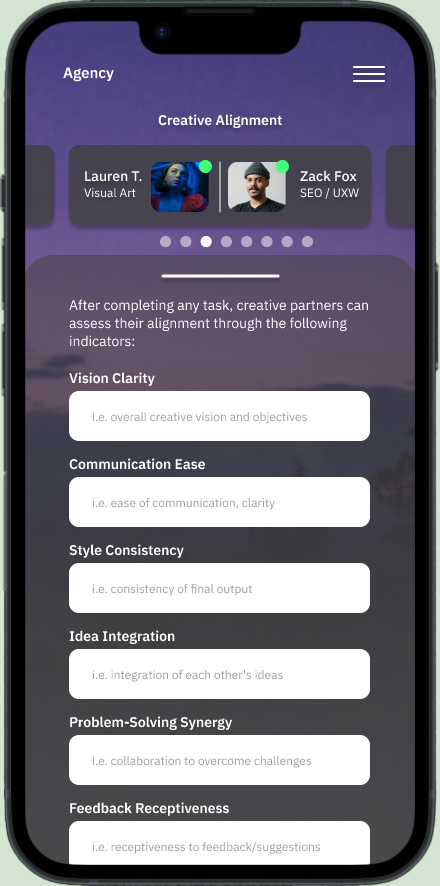 Agency
Creative Alignment
Lauren T.
Visual Art
Zack Fox
SEO / UXW
After completing any task, creative partners can
assess their alignment through the following
indicators:
Vision Clarity
i.e. overall creative vision and objectives
Communication Ease
i.e. ease of communication, clarity
Style Consistency
i.e. consistency of final output
Idea Integration
i.e. integration of each other's ideas
Problem-Solving Synergy
i.e. collaboration to overcome challenges
Feedback Receptiveness
i.e. receptiveness to feedback/suggestions